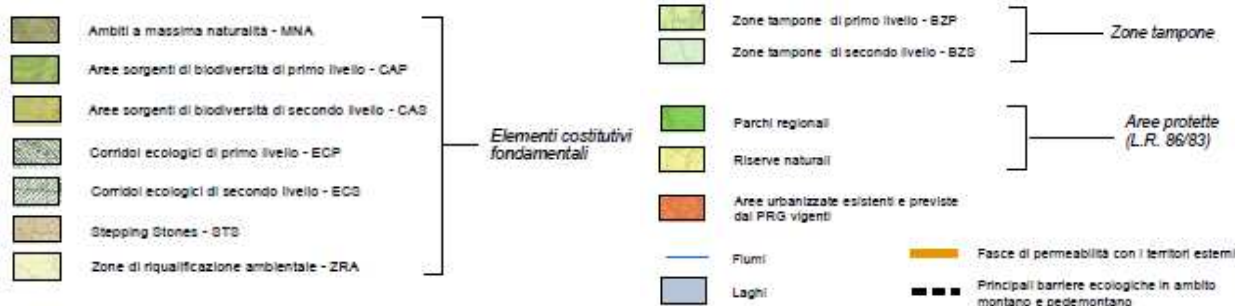 Ambiti a massima naturalità - MNA
Aree sorgenti di biodiversità di primo livello - CAP
Aree sorgenti di biodiversità di secondo livello - CAS
Corridoi ecologici di primo livello - ECP
Corridoi ecologici di secondo livello - ECS
Stepping Stones - STS
Zone di riqualificazione ambientale - ZRA
Elementi costitutivi
fondamentali
Zone tampone di primo livello - BZP
Zone tampone di secondo livello - BZS
Zone tampone
Parchi regionali
Riserve naturali
Aree protette
(L.R. 86/83)
Aree urbanizzate esistenti e previste
dai PRG vigenti
Fiumi
Laghi
Fasce di permeabilità con i territori esterni
Principali barriere ecologiche in ambito
montano e pedemontano